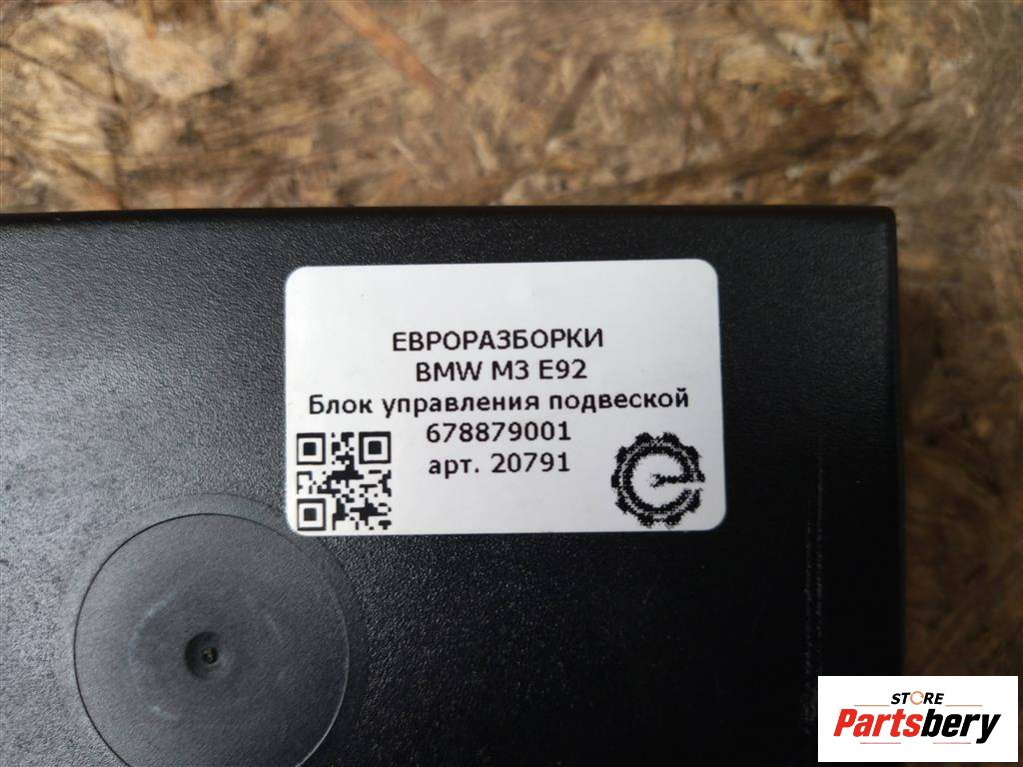 ЕВРОРАЗБОРКИ
BMW M3 E92
Блок управления подвеской
678879001
арт. 20791
STORE
Partsbery